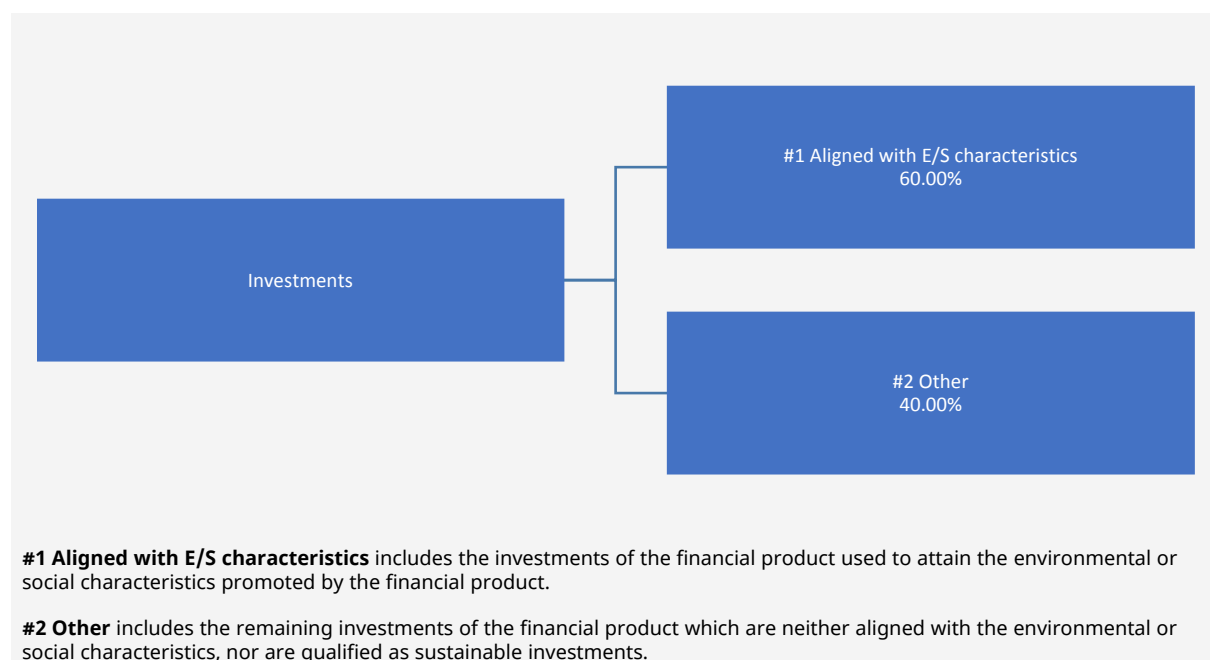 Investments
#1 Aligned with E/S characteristics
60.00%
#2 Other
40.00%
#1 Aligned with E/S characteristics includes the investments of the financial product used to attain the environmental or
social characteristics promoted by the financial product.
#2 Other includes the remaining investments of the financial product which are neither aligned with the environmental or
social characteristics, nor are qualified as sustainable investments.